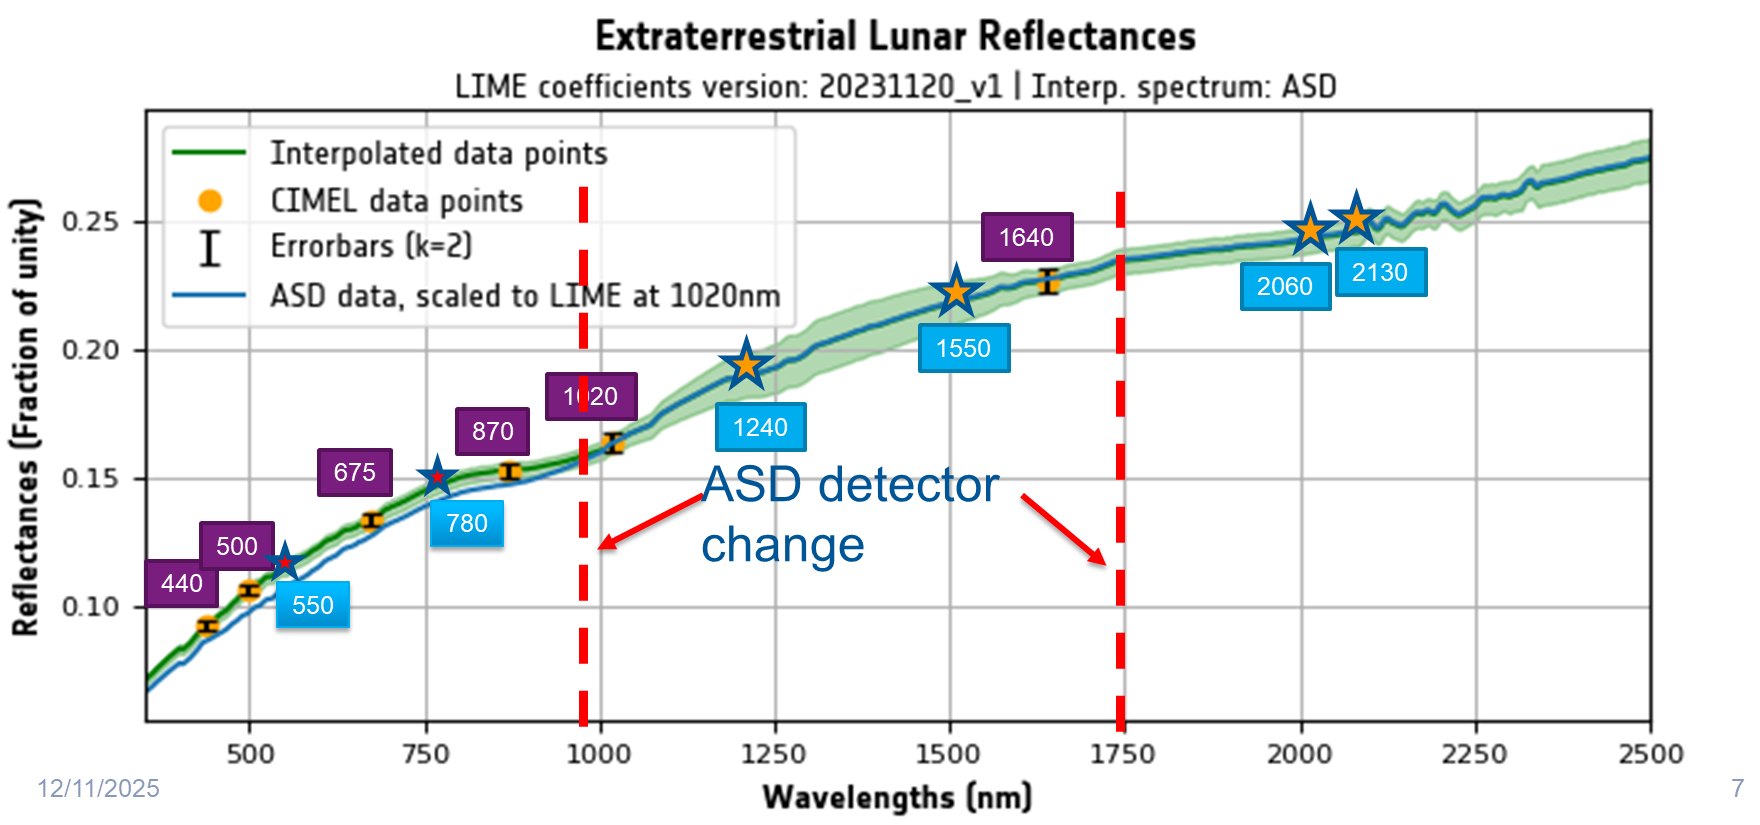 Extraterrestrial Lunar Reflectances
LIME coefficients version: 20231120_v1 | Interp. spectrum: ASD
Interpolated data points
CIMEL data points
Errorbars (k=2)
ASD data, scaled to LIME at 1020nm
Reflectances (Fraction of unity)
0.25
0.20
0.15
0.10
440
500
550
675
780
870
1020
1240
1550
1640
2060
2130
ASD detector
change
500
750
1000
1250
1500
1750
2000
2250
2500
Wavelengths (nm)
12/11/2025
7